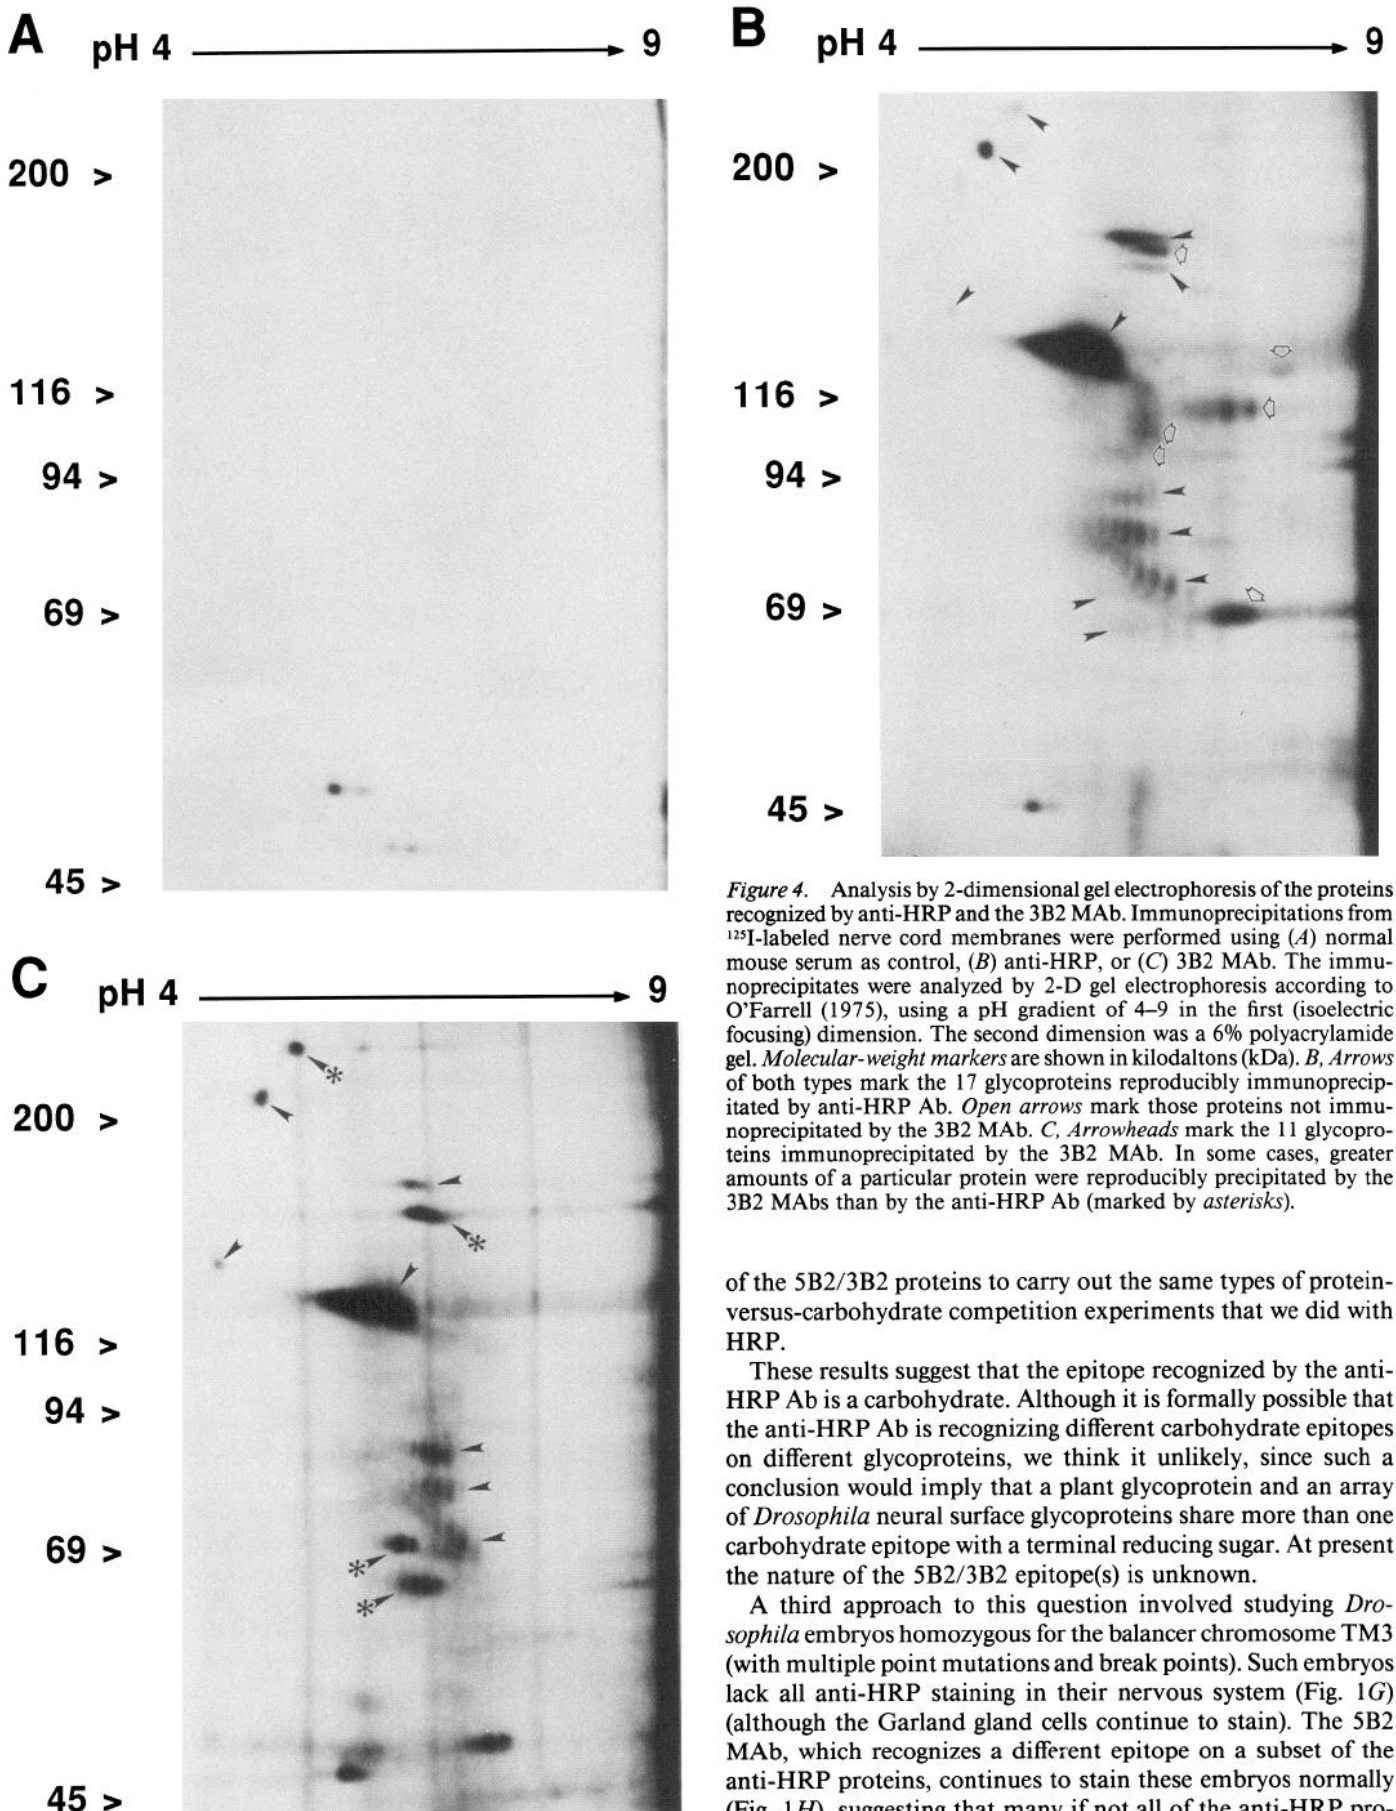 A
pH 4 9
200 >
116 >
94 >
69 >
45 >
B
pH 4 9
200 >
116 >
94 >
69 >
45 >
Figure 4. Analysis by 2-dimensional gel electrophoresis of the proteins
recognized by anti-HRP and the 3B2 MAb. Immunoprecipitations from
¹²⁵I-labeled nerve cord membranes were performed using (A) normal
mouse serum as control, (B) anti-HRP, or (C) 3B2 MAb. The immu-
noprecipitates were analyzed by 2-D gel electrophoresis according to
O'Farrell (1975), using a pH gradient of 4–9 in the first (isoelectric
focusing) dimension. The second dimension was a 6% polyacrylamide
gel. Molecular-weight markers are shown in kilodaltons (kDa). B, Arrows
of both types mark the 17 glycoproteins reproducibly immunoprecip-
itated by anti-HRP Ab. Open arrows mark those proteins not immu-
noprecipitated by the 3B2 MAb. C, Arrowheads mark the 11 glycopro-
teins immunoprecipitated by the 3B2 MAb. In some cases, greater
amounts of a particular protein were reproducibly precipitated by the
3B2 MAbs than by the anti-HRP Ab (marked by asterisks).
C
pH 4 9
*
200 >
*
116 >
94 >
69 >
*
*
45 >
of the 5B2/3B2 proteins to carry out the same types of protein-
versus-carbohydrate competition experiments that we did with
HRP.
These results suggest that the epitope recognized by the anti-
HRP Ab is a carbohydrate. Although it is formally possible that
the anti-HRP Ab is recognizing different carbohydrate epitopes
on different glycoproteins, we think it unlikely, since such a
conclusion would imply that a plant glycoprotein and an array
of Drosophila neural surface glycoproteins share more than one
carbohydrate epitope with a terminal reducing sugar. At present
the nature of the 5B2/3B2 epitope(s) is unknown.
A third approach to this question involved studying Dro-
sophila embryos homozygous for the balancer chromosome TM3
(with multiple point mutations and break points). Such embryos
lack all anti-HRP staining in their nervous system (Fig. 1G)
(although the Garland gland cells continue to stain). The 5B2
MAb, which recognizes a different epitope on a subset of the
anti-HRP proteins, continues to stain these embryos normally
(Fig. 1H), suggesting that many if not all of the anti-HRP pro-